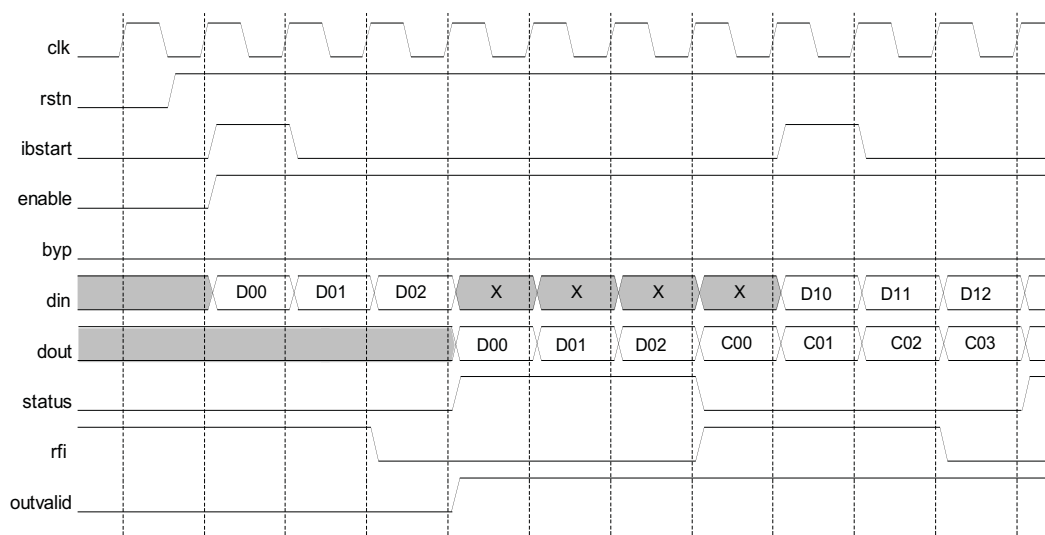 clk
rstn
ibstart
enable
byp
din D00 D01 D02 X X X X D10 D11 D12
dout D00 D01 D02 C00 C01 C02 C03
status
rfi
outvalid